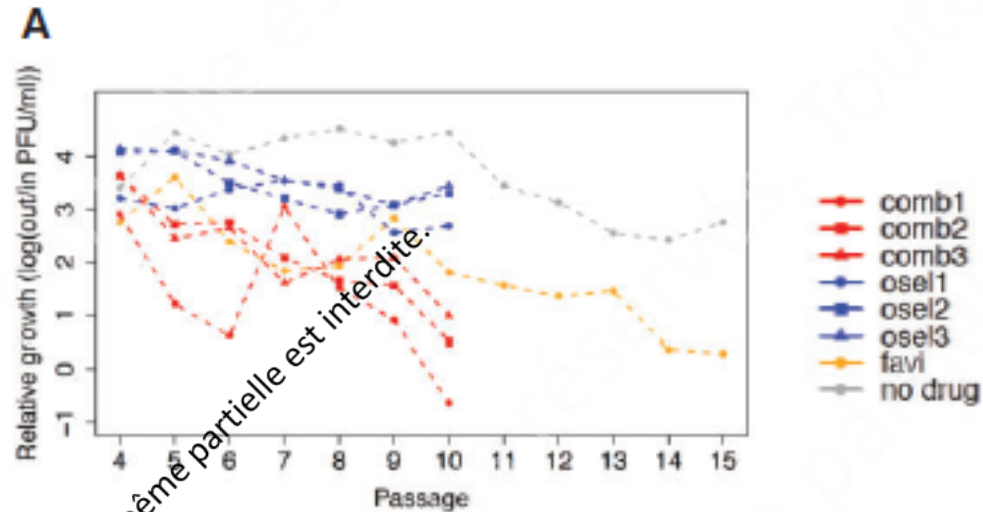 A
Relative growth (log(out/in PFU/ml))
4
3
2
1
0
−1
4 5 6 7 8 9 10 11 12 13 14 15
Passage
comb1
comb2
comb3
osel1
osel2
osel3
favi
no drug
même partielle est interdite.